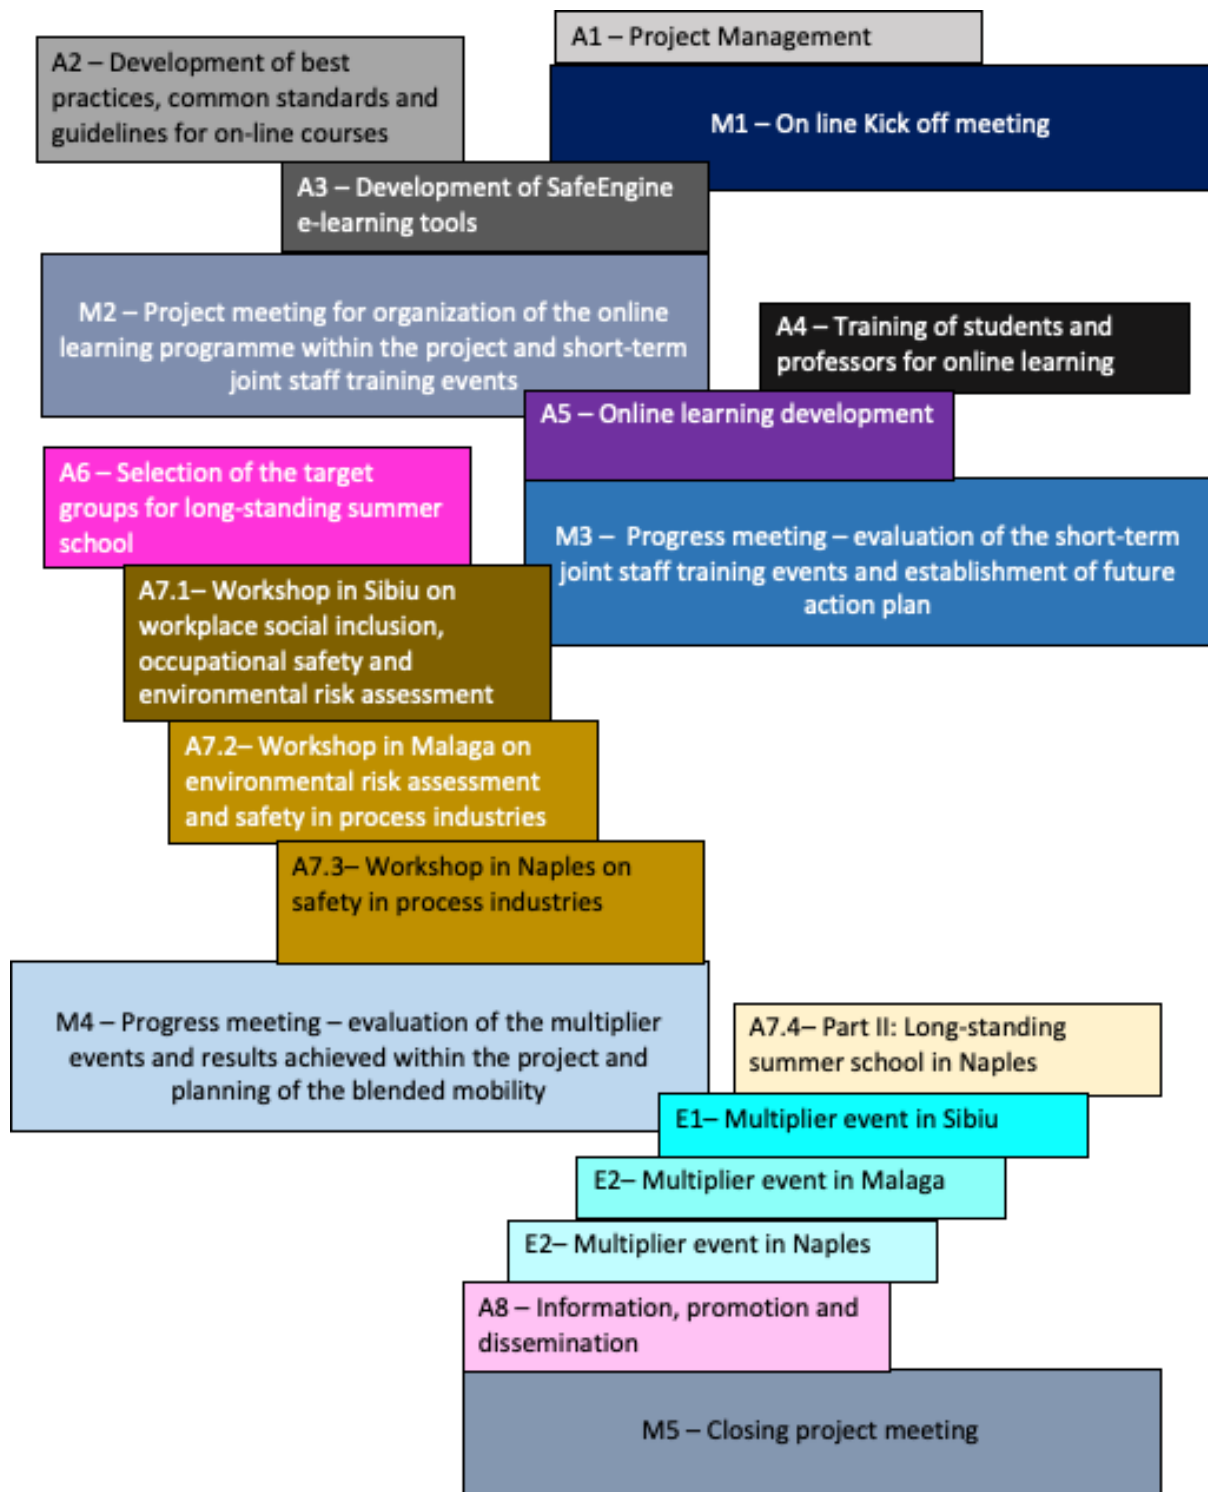 A1 – Project Management
A2 – Development of best
practices, common standards and
guidelines for on-line courses
M1 – On line Kick off meeting
A3 – Development of SafeEngine
e-learning tools
M2 – Project meeting for organization of the online
learning programme within the project and short-term
joint staff training events
A4 – Training of students and
professors for online learning
A5 – Online learning development
A6 – Selection of the target
groups for long-standing summer
school
M3 – Progress meeting – evaluation of the short-term
joint staff training events and establishment of future
action plan
A7.1– Workshop in Sibiu on
workplace social inclusion,
occupational safety and
environmental risk assessment
A7.2– Workshop in Malaga on
environmental risk assessment
and safety in process industries
A7.3– Workshop in Naples on
safety in process industries
M4 – Progress meeting – evaluation of the multiplier
events and results achieved within the project and
planning of the blended mobility
A7.4– Part II: Long-standing
summer school in Naples
E1– Multiplier event in Sibiu
E2– Multiplier event in Malaga
E2– Multiplier event in Naples
A8 – Information, promotion and
dissemination
M5 – Closing project meeting